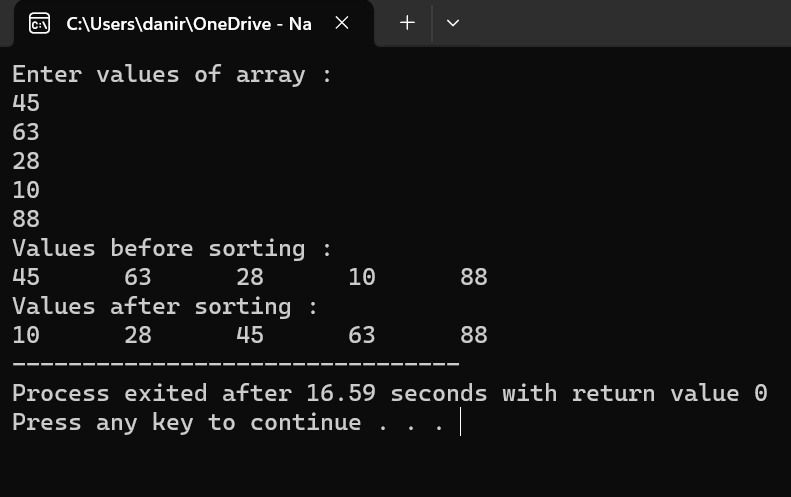 C:\Users\danir\OneDrive - Na
Enter values of array :
45
63
28
10
88
Values before sorting :
45 63 28 10 88
Values after sorting :
10 28 45 63 88
--------------------------------
Process exited after 16.59 seconds with return value 0
Press any key to continue . . .